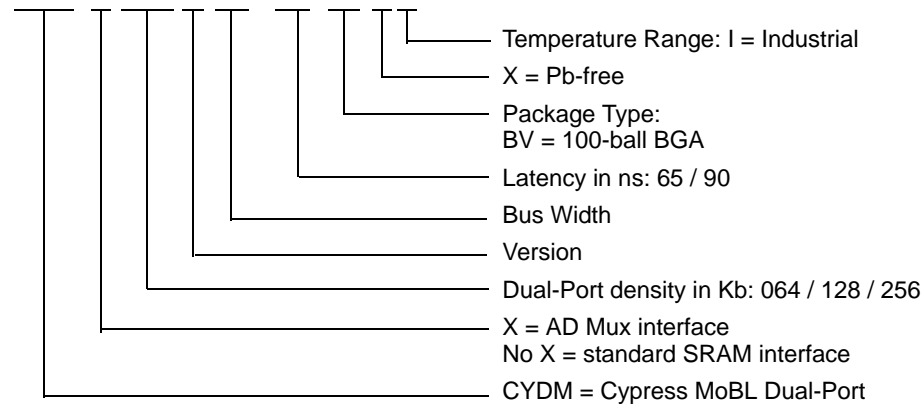 Temperature Range: I = Industrial
X = Pb-free
Package Type:
BV = 100-ball BGA
Latency in ns: 65 / 90
Bus Width
Version
Dual-Port density in Kb: 064 / 128 / 256
X = AD Mux interface
No X = standard SRAM interface
CYDM = Cypress MoBL Dual-Port